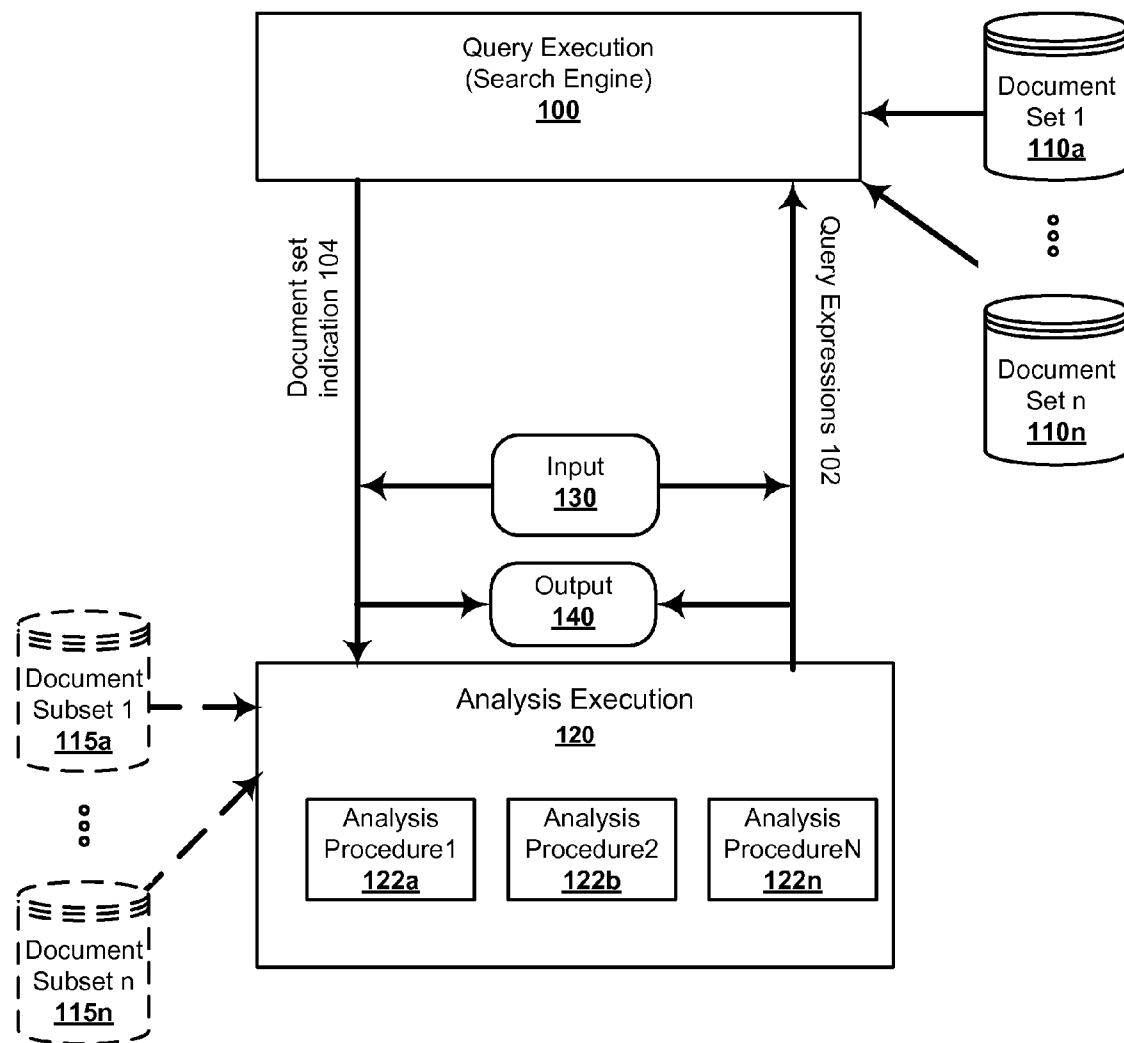 Query Execution
(Search Engine)
100
Document
Set 1
110a
Document set
indication 104
Query Expressions 102
Document
Set n
110n
Input
130
Output
140
Document
Subset 1
115a
Analysis Execution
120
Analysis
Procedure1
122a
Analysis
Procedure2
122b
Analysis
ProcedureN
122n
Document
Subset n
115n